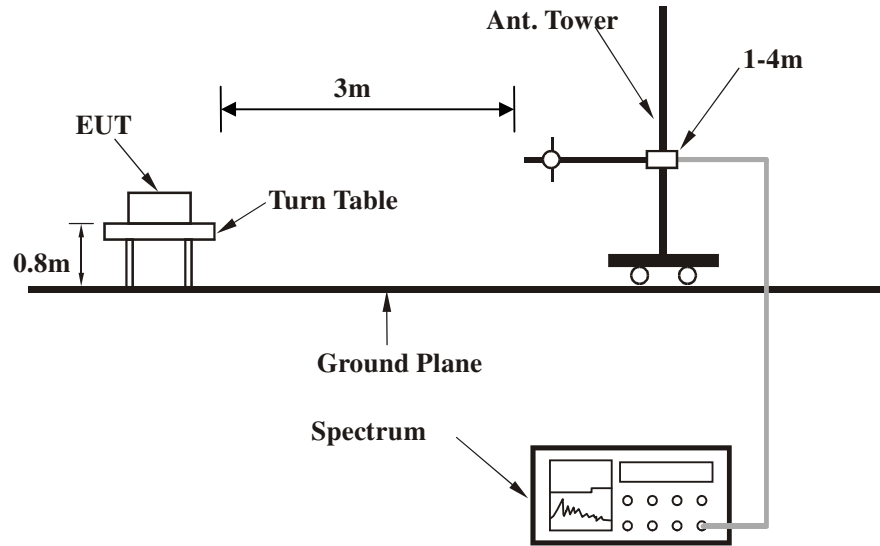 Ant. Tower
1-4m
3m
EUT
Turn Table
0.8m
Ground Plane
Spectrum